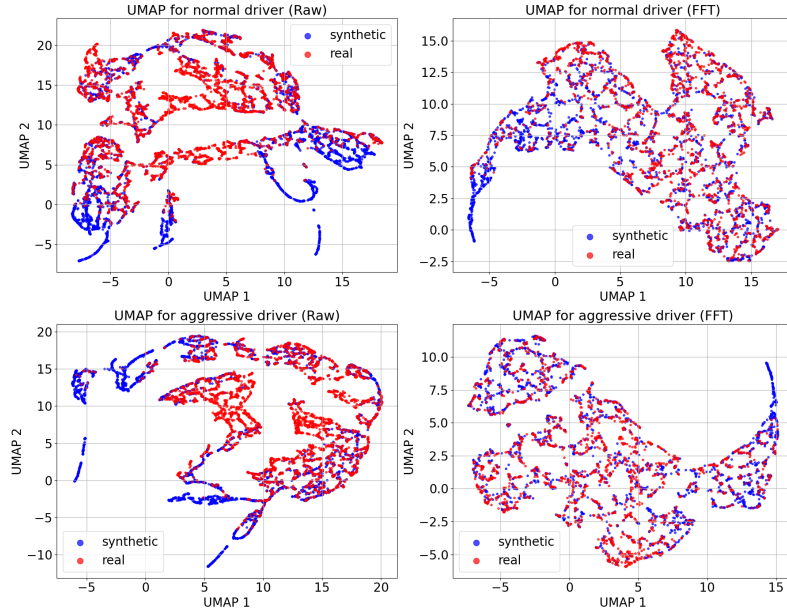 UMAP for normal driver (Raw)
UMAP 2
20
15
10
5
0
−5
−5 0 5 10 15
UMAP 1
synthetic
real
UMAP for normal driver (FFT)
UMAP 2
15.0
12.5
10.0
7.5
5.0
2.5
0.0
−2.5
−5 0 5 10 15
UMAP 1
synthetic
real
UMAP for aggressive driver (Raw)
UMAP 2
20
15
10
5
0
−5
−10
−5 0 5 10 15 20
UMAP 1
synthetic
real
UMAP for aggressive driver (FFT)
UMAP 2
10.0
7.5
5.0
2.5
0.0
−2.5
−5.0
−5 0 5 10 15
UMAP 1
synthetic
real